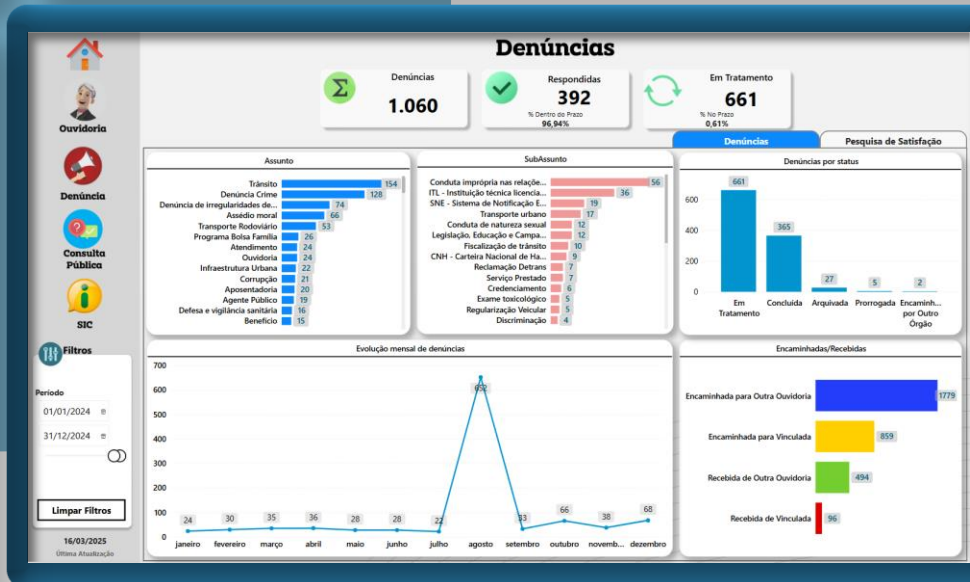 Denúncias
Denúncias
1.060
Respondidas
392
% Dentro do Prazo
96,94%
Em Tratamento
661
% No Prazo
0,61%
Ouvidoria
Denúncia
Consulta
Pública
SIC
Filtros
Período
01/01/2024
31/12/2024
Limpar Filtros
16/03/2025
Última Atualização
Denúncias
Pesquisa de Satisfação
Assunto
Trânsito 154
Denúncia Crime 128
Denúncia de irregularidades de... 74
Assédio moral 66
Transporte Rodoviário 53
Programa Bolsa Família 26
Atendimento 24
Ouvidoria 24
Infraestrutura Urbana 22
Corrupção 21
Aposentadoria 20
Agente Público 19
Defesa e vigilância sanitária 16
Benefício 15
SubAssunto
Conduta imprópria nas relaçõe... 56
ITL - Instituição técnica licencia... 36
SNE - Sistema de Notificação E... 19
Transporte urbano 17
Conduta de natureza sexual 12
Legislação, Educação e Campa... 12
Fiscalização de trânsito 10
CNH - Carteira Nacional de Ha... 9
Reclamação Detrans 7
Serviço Prestado 7
Credenciamento 6
Exame toxicológico 5
Regularização Veicular 5
Discriminação 4
Denúncias por status
600
400
200
0
661
365
27
5
2
Em
Tratamento
Concluída
Arquivada
Prorrogada
Encaminh...
por Outro
Órgão
Evolução mensal de denúncias
700
600
500
400
300
200
100
0
24
30
35
36
28
28
22
652
33
66
38
68
janeiro
fevereiro
março
abril
maio
junho
julho
agosto
setembro
outubro
novemb...
dezembro
Encaminhadas/Recebidas
Encaminhada para Outra Ouvidoria 1779
Encaminhada para Vinculada 859
Recebida de Outra Ouvidoria 494
Recebida de Vinculada 96